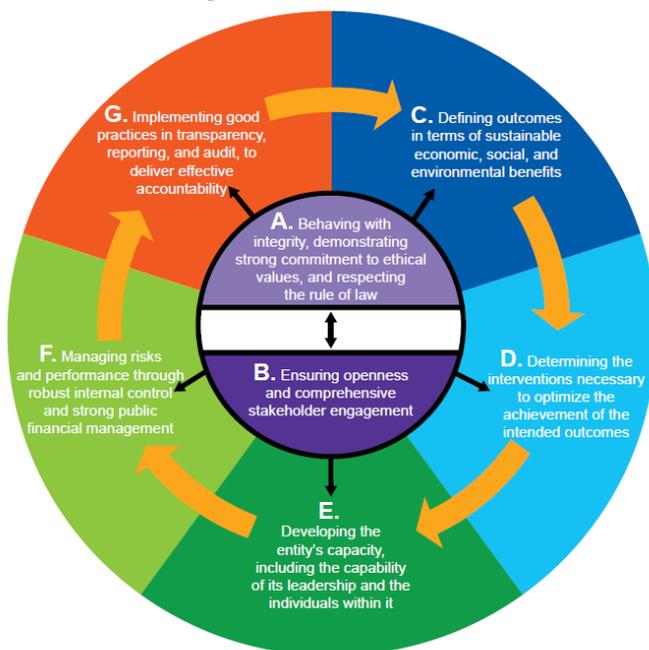 G. Implementing good
practices in transparency,
reporting, and audit, to
deliver effective
accountability
C. Defining outcomes
in terms of sustainable
economic, social, and
environmental benefits
A. Behaving with
integrity, demonstrating
strong commitment to ethical
values, and respecting
the rule of law
B. Ensuring openness
and comprehensive
stakeholder engagement
D. Determining the
interventions necessary
to optimize the
achievement of the
intended outcomes
F. Managing risks
and performance through
robust internal control
and strong public
financial management
E.
Developing the
entity's capacity,
including the capability
of its leadership and the
individuals within it